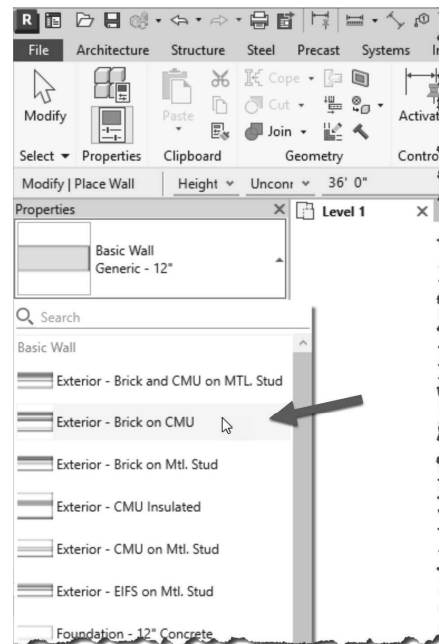 R
File Architecture Structure Steel Precast Systems
Cope
Modify Paste Cut Activat
Join
Select Properties Clipboard Geometry Contro
Modify | Place Wall Height Unconr 36' 0"
Properties X Level 1 X
Basic Wall
Generic - 12"
Search
Basic Wall
Exterior - Brick and CMU on MTL. Stud
Exterior - Brick on CMU
Exterior - Brick on Mtl. Stud
Exterior - CMU Insulated
Exterior - CMU on Mtl. Stud
Exterior - EIFS on Mtl. Stud
Foundation - 12" Concrete